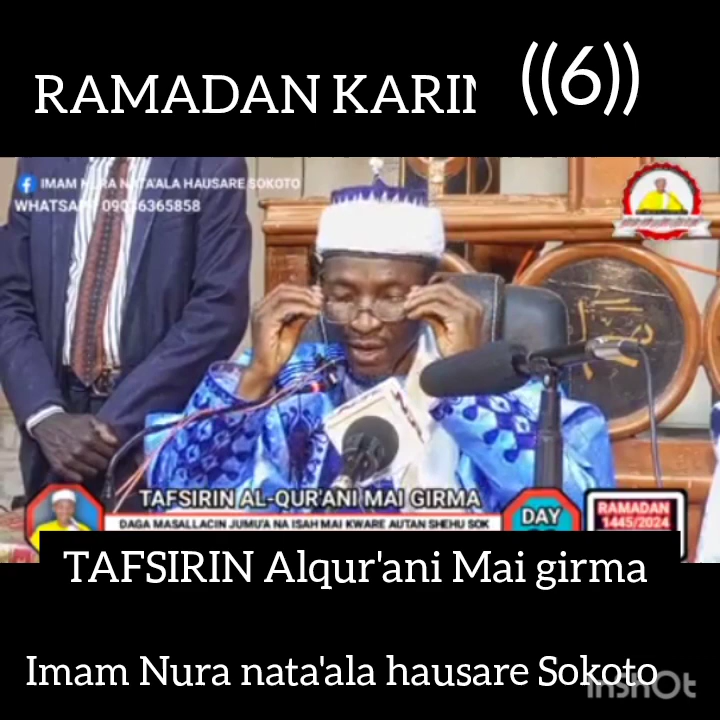 RAMADAN KARIM ((6))
IMAM NURA NATA'ALA HAUSARE SOKOTO
WHATSAPP 09036365858
TAFSIRIN AL-QUR'ANI MAI GIRMA
DAGA MASALLACIN JUMU'A NA ISAH MAI KWARE AUTAN SHEHU SOK
DAY
RAMADAN
1445/2024
TAFSIRIN Alqur'ani Mai girma
Imam Nura nata'ala hausare Sokoto
InShOt